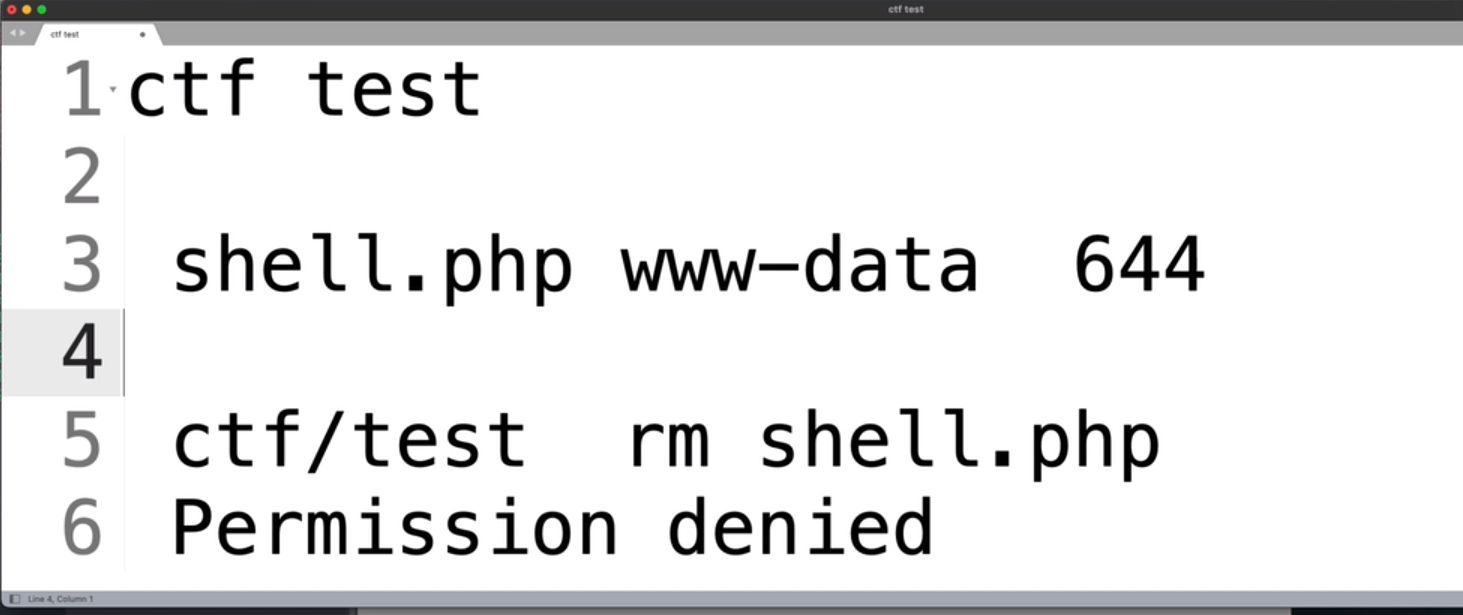 ctf test
ctf test
1 ctf test
2
3 shell.php www-data 644
4
5 ctf/test rm shell.php
6 Permission denied
Line 4, Column 1